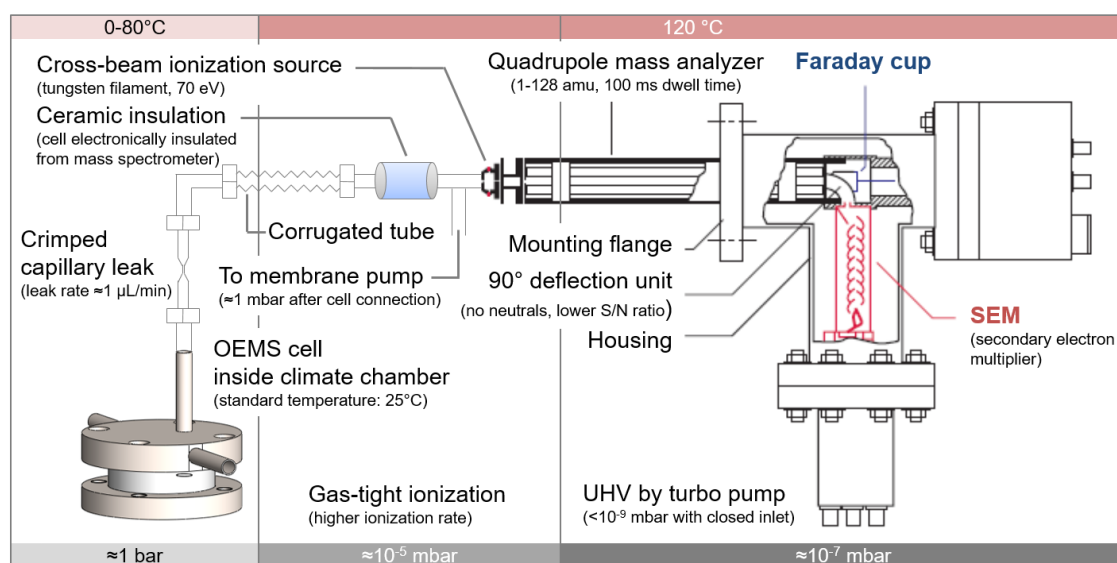 0-80°C
120 °C
Cross-beam ionization source
(tungsten filament, 70 eV)
Ceramic insulation
(cell electronically insulated
from mass spectrometer)
Quadrupole mass analyzer
(1-128 amu, 100 ms dwell time)
Faraday cup
Crimped
capillary leak
(leak rate ≈1 µL/min)
Corrugated tube
To membrane pump
(≈1 mbar after cell connection)
Mounting flange
90° deflection unit
(no neutrals, lower S/N ratio)
Housing
SEM
(secondary electron
multiplier)
OEMS cell
inside climate chamber
(standard temperature: 25°C)
Gas-tight ionization
(higher ionization rate)
UHV by turbo pump
(<10⁻⁹ mbar with closed inlet)
≈1 bar
≈10⁻⁵ mbar
≈10⁻⁷ mbar